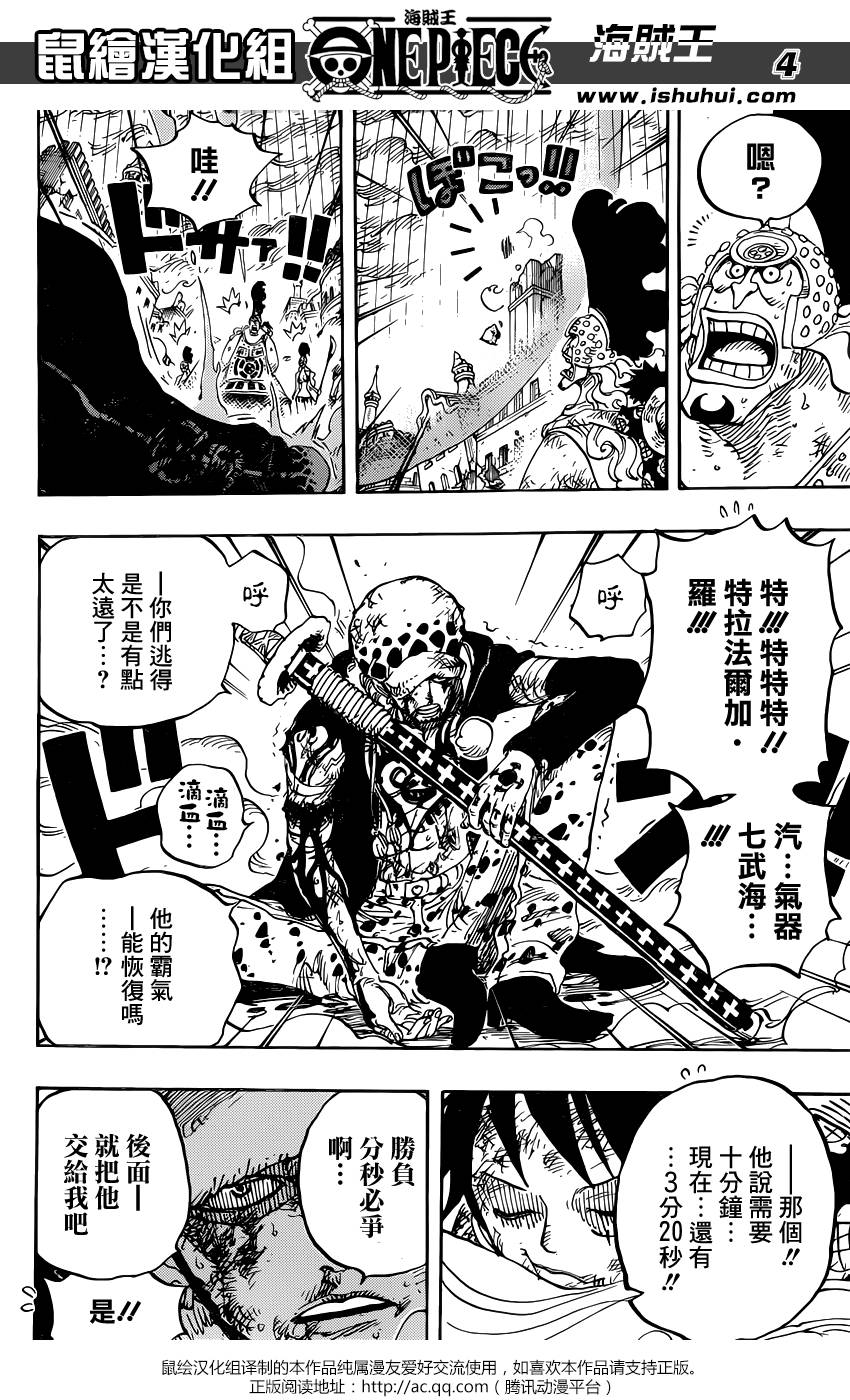 鼠繪漢化組
海賊王
ONE PIECE
海賊王
4
www.ishuhui.com
嗯?
ぼこっ!!
哇!!
ドサァ!!
特!!!特特特!!
特拉法爾加·
羅!!!
汽…氣器
七武海…
!!!
呼
呼
—你們逃得
是不是有點
太遠了…?
滴血…
滴血…
ドド
他的霸氣
—能恢復嗎
……!?
——那個!!
他說需要
十分鐘…
現在…還有
…3分20秒!!
勝負
分秒必爭
啊…
後面—
就把他
交給我吧
是!!
鼠绘汉化组译制的本作品纯属漫友爱好交流使用，如喜欢本作品请支持正版。
正版阅读地址：http://ac.qq.com（腾讯动漫平台）